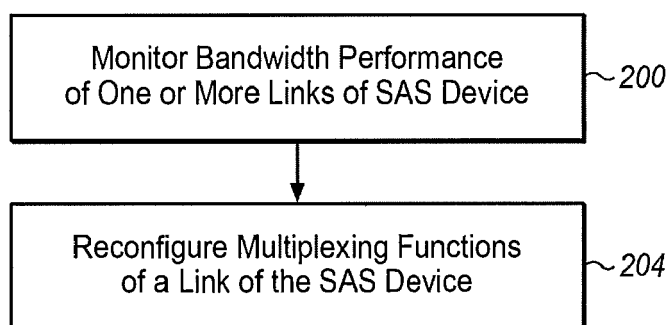 Monitor Bandwidth Performance
of One or More Links of SAS Device
200
Reconfigure Multiplexing Functions
of a Link of the SAS Device
204